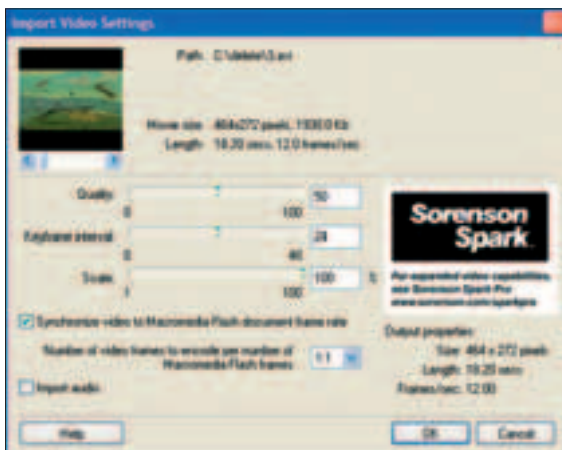 Import Video Settings
Path: C:\delete\3.avi
Movie size: 464x272 pixels, 1930.0 Kb
Length: 18.20 secs, 12.0 frames/sec
Quality: 50
0 100
Keyframe interval: 24
0 48
Scale: 100 %
1 100
Sorenson
Spark.
For expanded video capabilities
see Sorenson Spark Pro
www.sorenson.com/sparkpro
Synchronize video to Macromedia Flash document frame rate
Number of video frames to encode per number of
Macromedia Flash frames: 1:1
Import audio
Output properties:
Size: 464 x 272 pixels
Length: 18.20 secs
Frames/sec: 12.00
Help
OK
Cancel